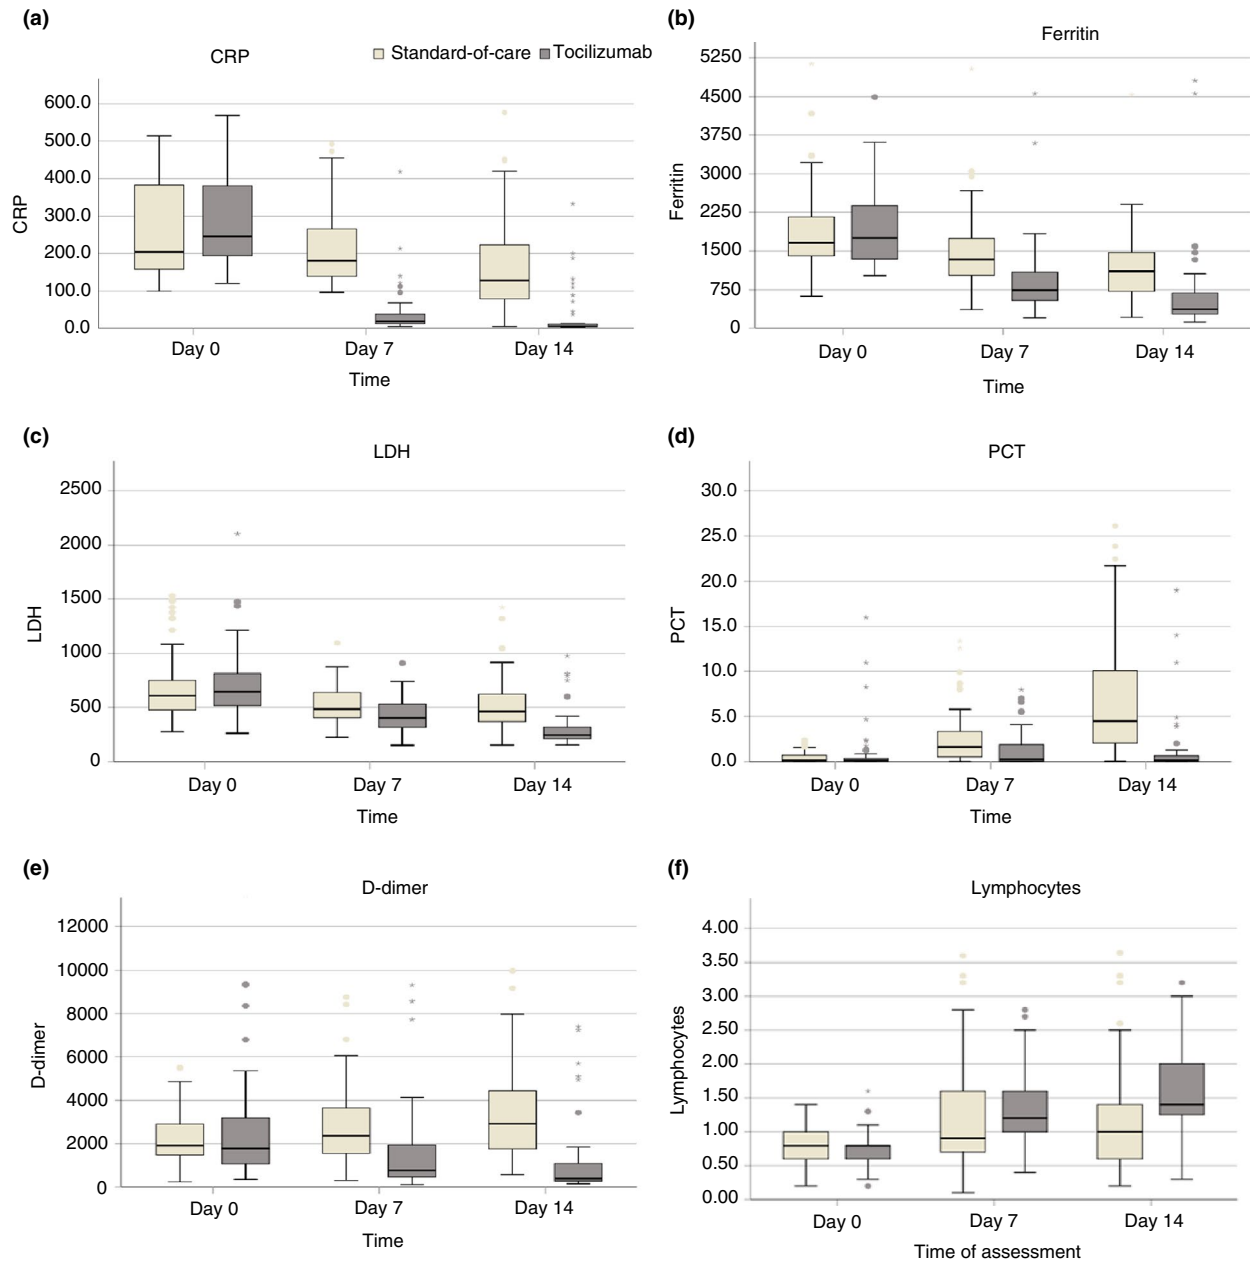 (a)
CRP
Standard-of-care
Tocilizumab
CRP
600.0
500.0
400.0
300.0
200.0
100.0
0.0
Day 0
Day 7
Day 14
Time
(b)
Ferritin
Ferritin
5250
4500
3750
3000
2250
1500
750
0
Day 0
Day 7
Day 14
Time
(c)
LDH
LDH
2500
2000
1500
1000
500
0
Day 0
Day 7
Day 14
Time
(d)
PCT
PCT
30.0
25.0
20.0
15.0
10.0
5.0
0.0
Day 0
Day 7
Day 14
Time
(e)
D-dimer
D-dimer
12000
10000
8000
6000
4000
2000
0
Day 0
Day 7
Day 14
Time
(f)
Lymphocytes
Lymphocytes
4.00
3.50
3.00
2.50
2.00
1.50
1.00
0.50
0.00
Day 0
Day 7
Day 14
Time of assessment